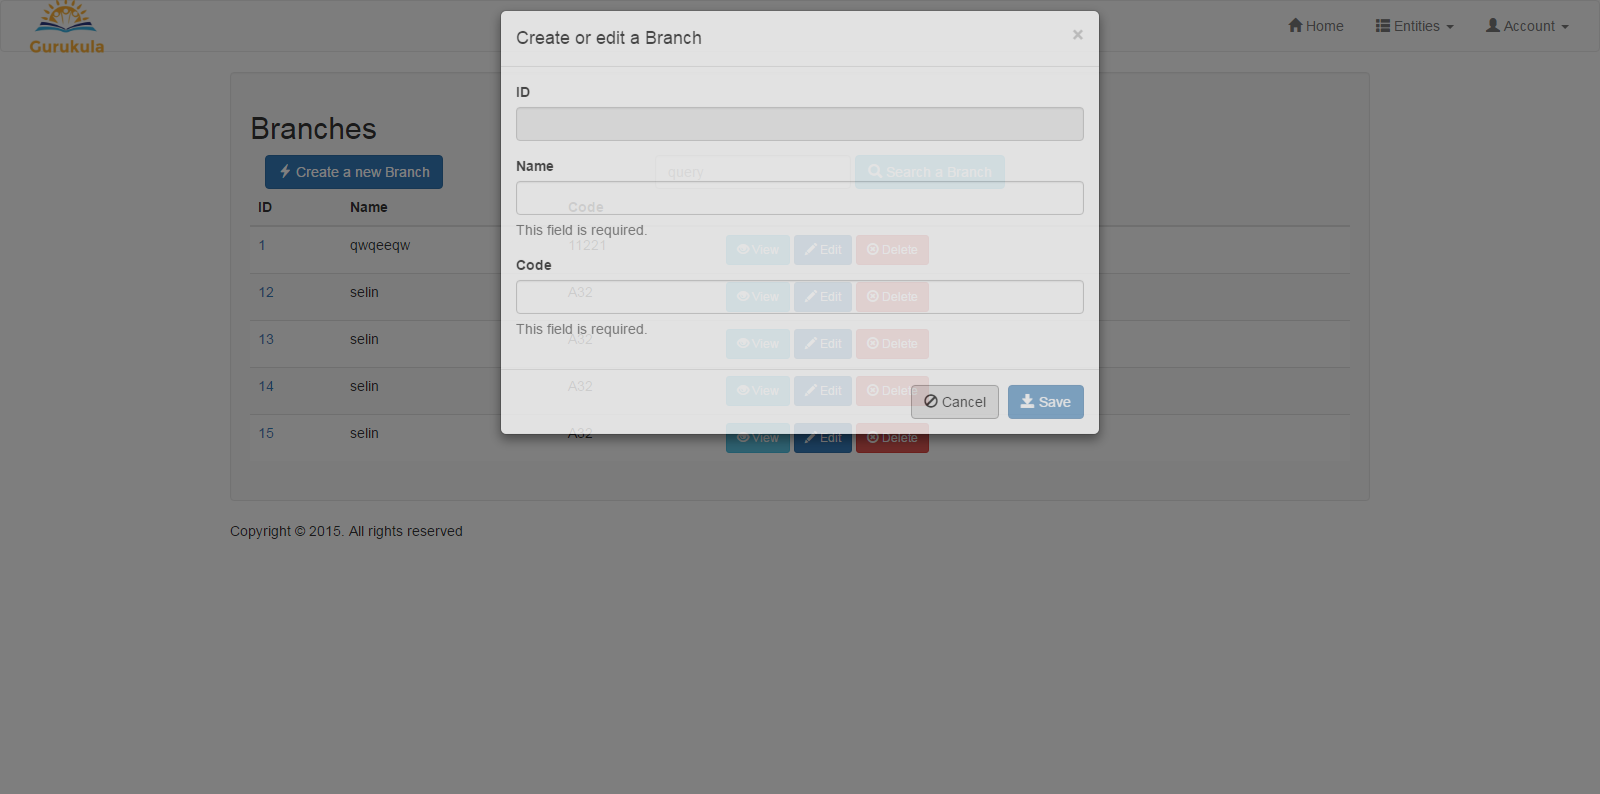 Gurukula
Home Entities Account
Create or edit a Branch ×
ID
Name
This field is required.
Code
This field is required.
Cancel Save
Branches
Create a new Branch query Search a Branch
ID Name Code
1 qwqeeqw 11221 View Edit Delete
12 selin A32 View Edit Delete
13 selin A32 View Edit Delete
14 selin A32 View Edit Delete
15 selin A32 View Edit Delete
Copyright © 2015. All rights reserved